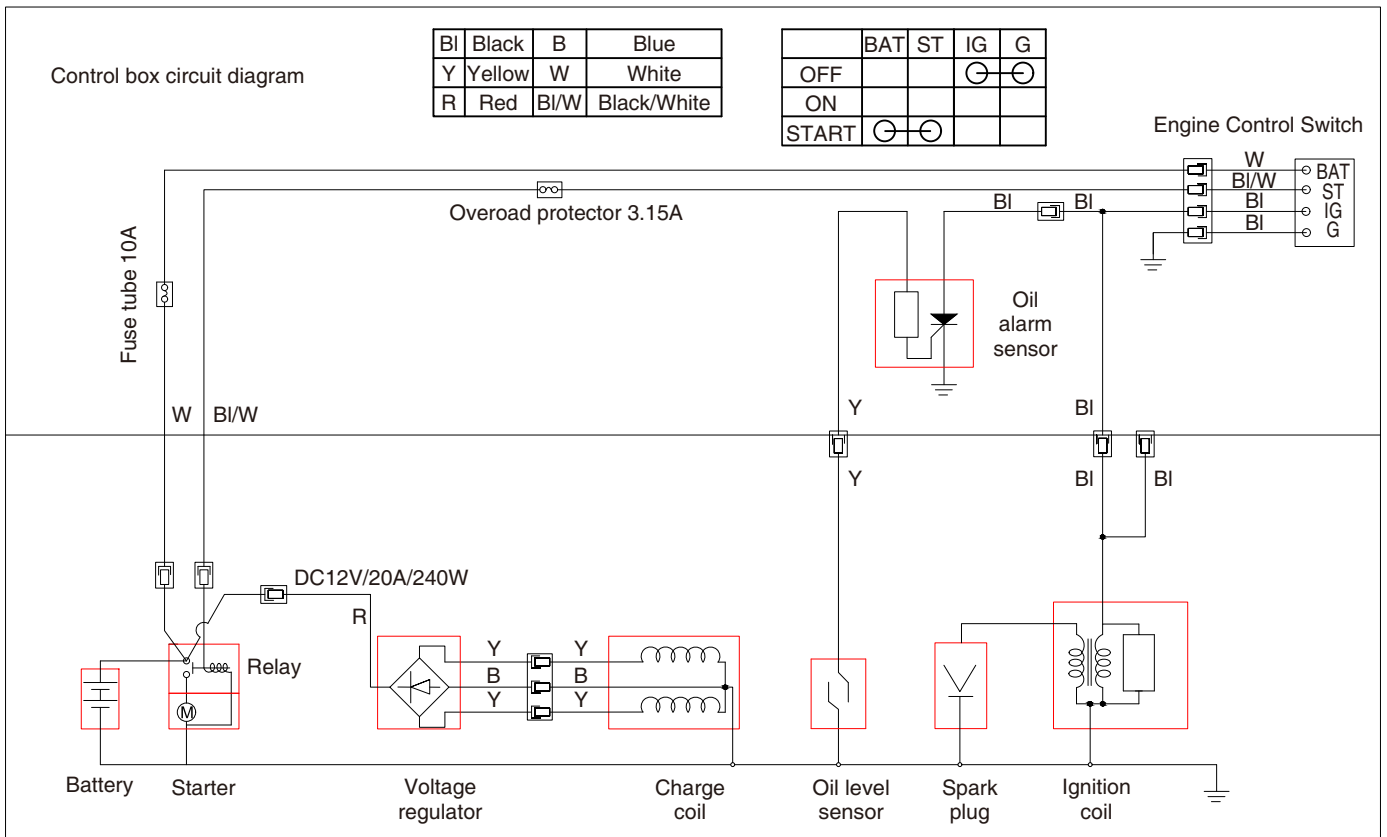 Control box circuit diagram
Bl Black B Blue
Y Yellow W White
R Red Bl/W Black/White
BAT ST IG G
OFF
ON
START
Engine Control Switch
W BAT
Bl/W ST
Bl IG
Bl G
Overoad protector 3.15A
Bl Bl
Fuse tube 10A
Oil
alarm
sensor
W Bl/W
Y Bl
Y Bl Bl
DC12V/20A/240W
R
Relay
Y Y
B B
Y Y
M
Battery
Starter
Voltage
regulator
Charge
coil
Oil level
sensor
Spark
plug
Ignition
coil